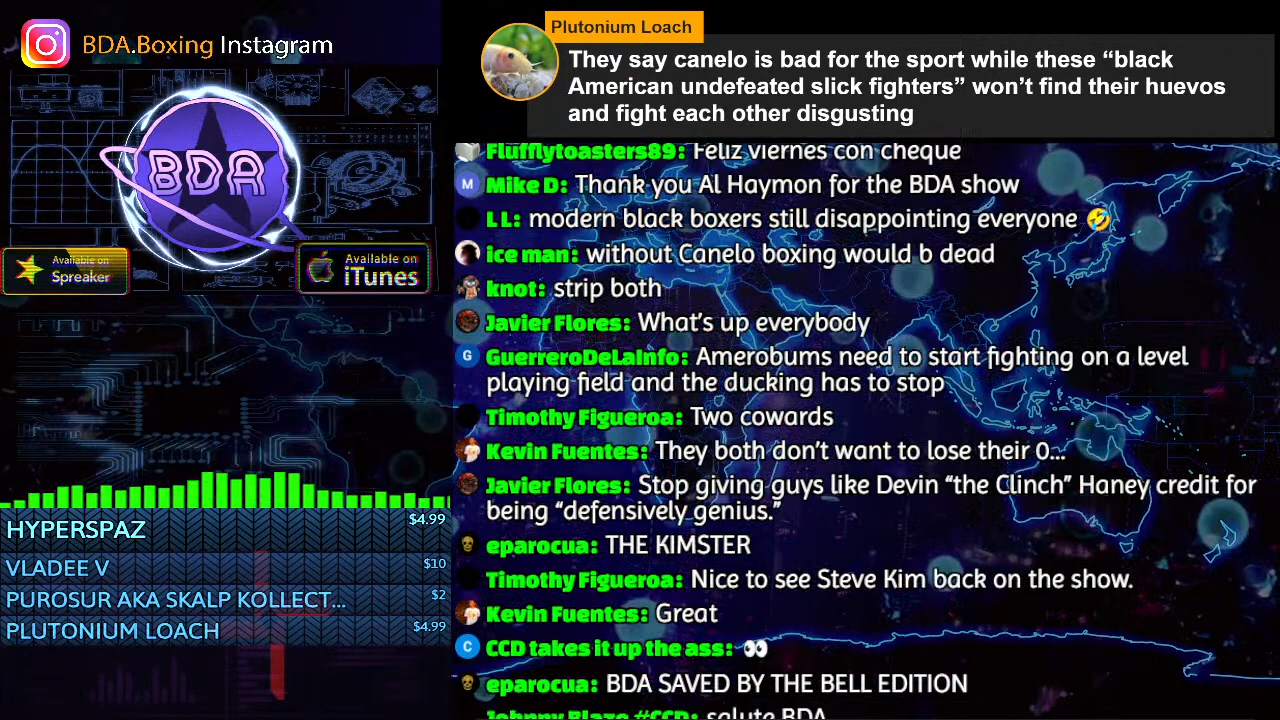 BDA.Boxing Instagram
BDA
Available on
Spreaker
Available on
iTunes
HYPERSPAZ $4.99
VLADEE V $10
PUROSUR AKA SKALP KOLLECT... $2
PLUTONIUM LOACH $4.99
Plutonium Loach
They say canelo is bad for the sport while these “black
American undefeated slick fighters” won’t find their huevos
and fight each other disgusting
Flufflytoasters89: Feliz viernes con cheque
M Mike D: Thank you Al Haymon for the BDA show
L L: modern black boxers still disappointing everyone 🤣
ice man: without Canelo boxing would b dead
knot: strip both
Javier Flores: What’s up everybody
G GuerreroDeLaInfo: Amerobums need to start fighting on a level
playing field and the ducking has to stop
Timothy Figueroa: Two cowards
Kevin Fuentes: They both don’t want to lose their 0...
Javier Flores: Stop giving guys like Devin “the Clinch” Haney credit for
being “defensively genius.”
eparocua: THE KIMSTER
Timothy Figueroa: Nice to see Steve Kim back on the show.
Kevin Fuentes: Great
C CCD takes it up the ass: 👀
eparocua: BDA SAVED BY THE BELL EDITION
Johnny Blaze #CCD: salute BDA